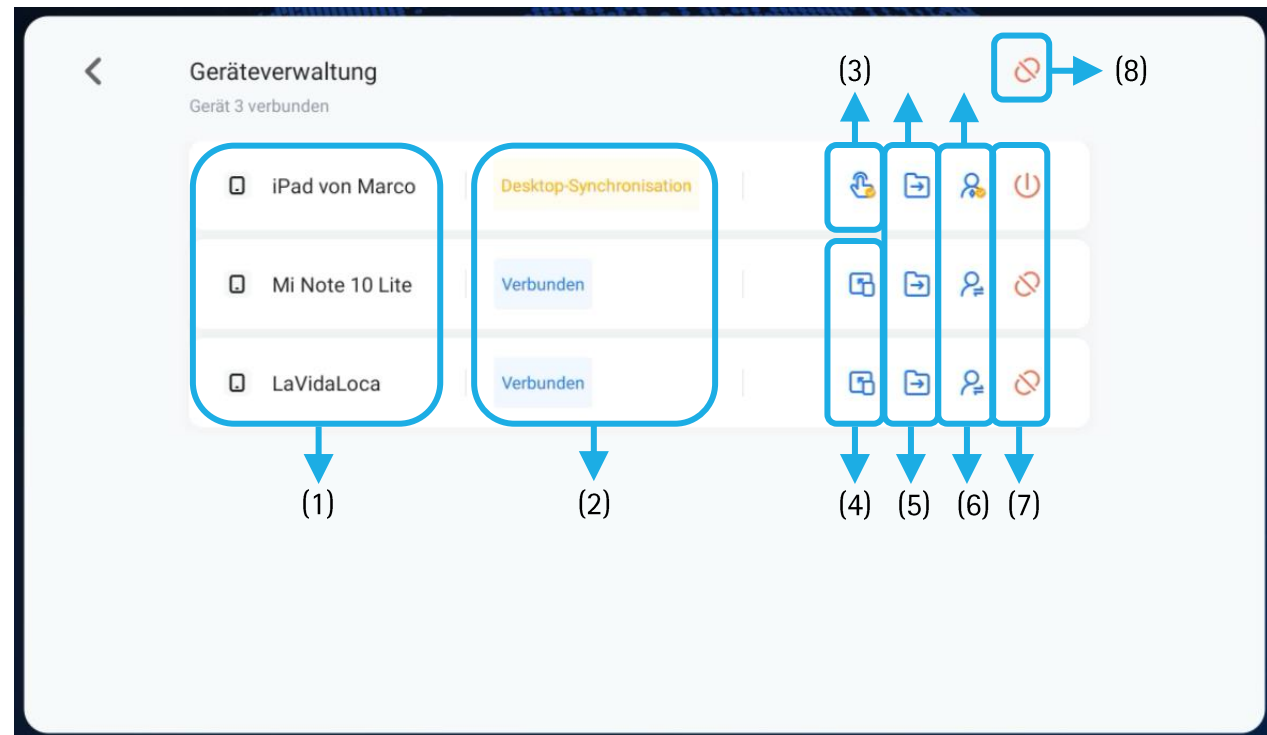 Geräteverwaltung
Gerät 3 verbunden
(3)
(8)
iPad von Marco
Desktop-Synchronisation
Mi Note 10 Lite
Verbunden
LaVidaLoca
Verbunden
(1)
(2)
(4)
(5)
(6)
(7)